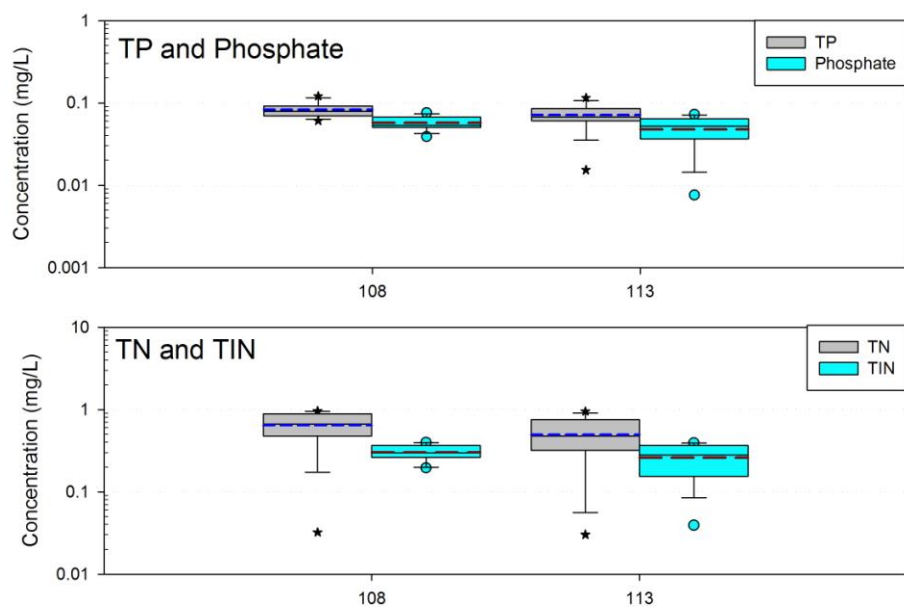 TP and Phosphate
TP
Phosphate
Concentration (mg/L)
1
0.1
0.01
0.001
108
113
TN and TIN
TN
TIN
Concentration (mg/L)
10
1
0.1
0.01
108
113